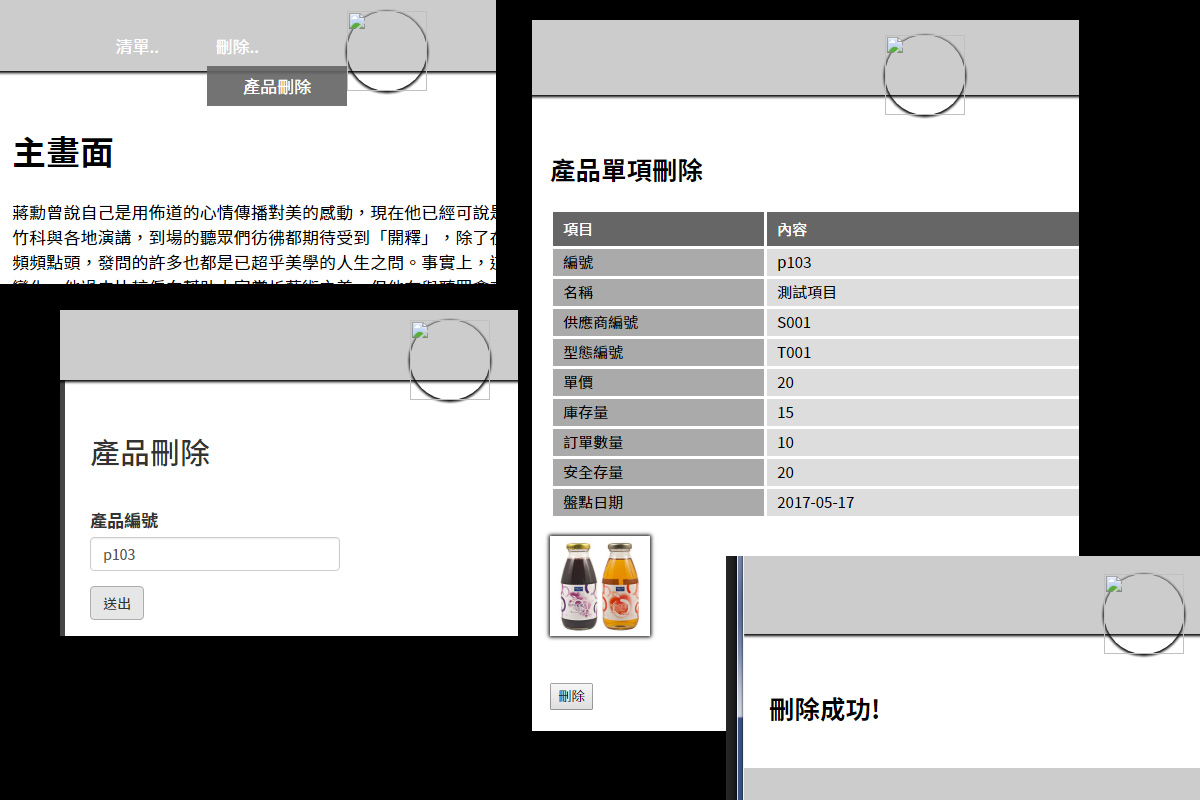 清單..
刪除..
產品刪除
主畫面
蔣勳曾說自己是用佈道的心情傳播對美的感動，現在他已經可說是
竹科與各地演講，到場的聽眾們彷彿都期待受到「開釋」，除了在
頻頻點頭，發問的許多也都是已超乎美學的人生之問。事實上，這
產品刪除
產品編號
p103
送出
產品單項刪除
項目 內容
編號 p103
名稱 測試項目
供應商編號 S001
型態編號 T001
單價 20
庫存量 15
訂單數量 10
安全存量 20
盤點日期 2017-05-17
刪除
刪除成功!